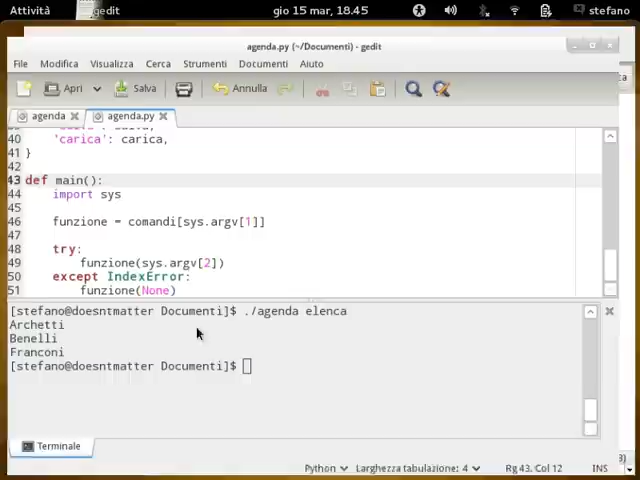 Attività gedit gio 15 mar, 18.45 stefano
agenda.py (~/Documenti) - gedit
File Modifica Visualizza Cerca Strumenti Documenti Aiuto
Apri Salva Annulla
agenda agenda.py
40 'carica': carica,
41 }
42
43 def main():
44 import sys
45
46 funzione = comandi[sys.argv[1]]
47
48 try:
49 funzione(sys.argv[2])
50 except IndexError:
51 funzione(None)
[stefano@doesntmatter Documenti]$ ./agenda elenca
Archetti
Benelli
Franconi
[stefano@doesntmatter Documenti]$
Terminale
Python Larghezza tabulazione: 4 Rg 43, Col 12 INS